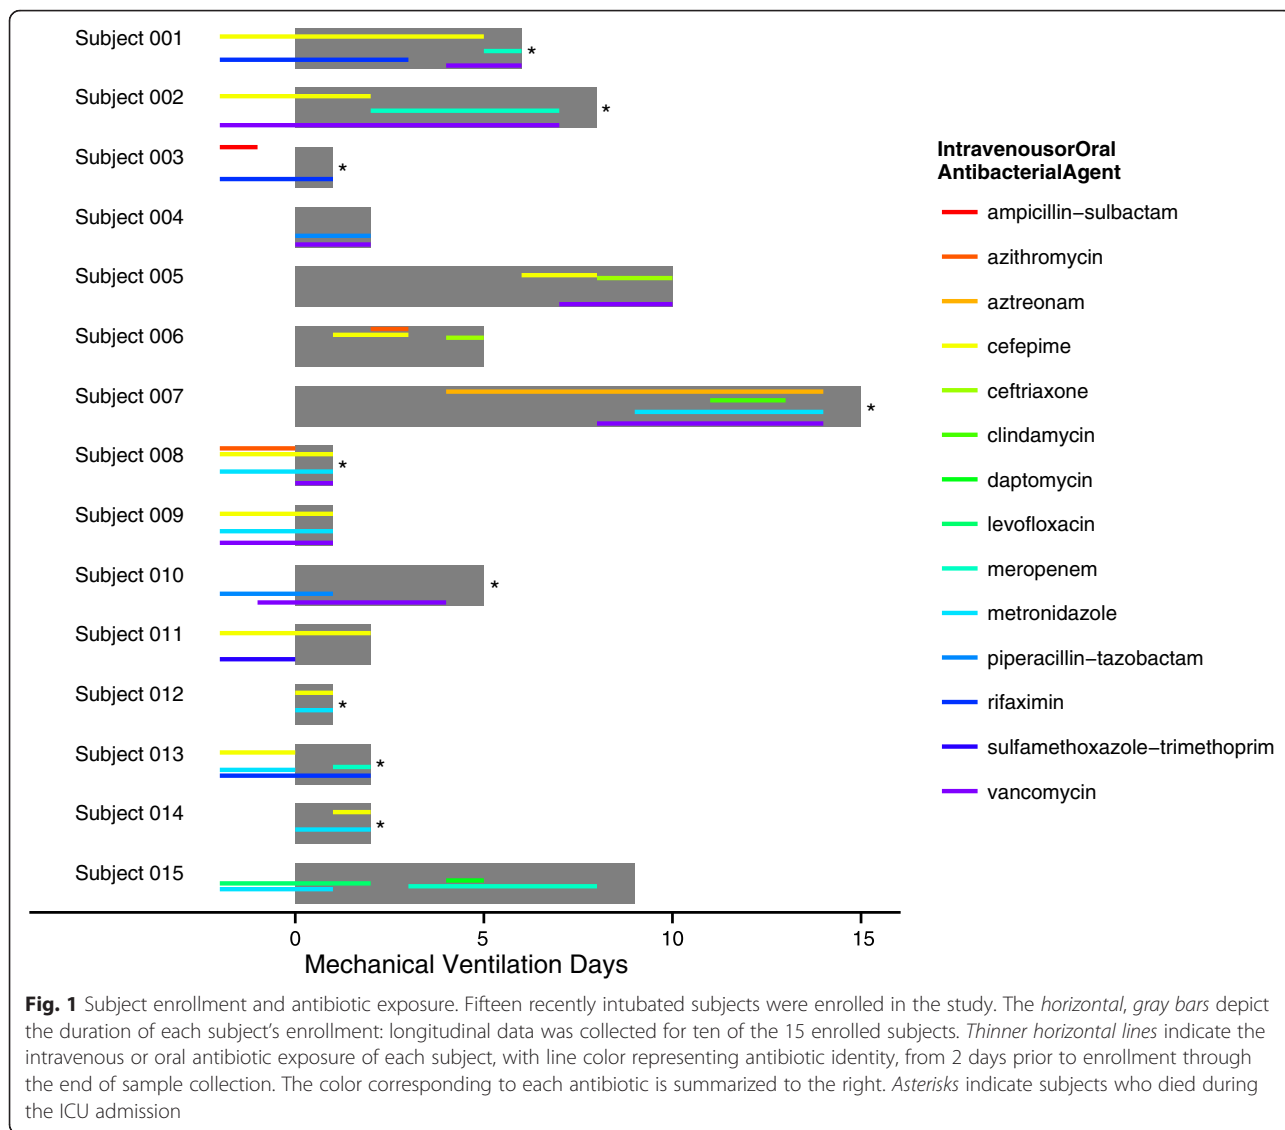 Subject 001
*
Subject 002
*
Subject 003
*
Subject 004
Subject 005
Subject 006
Subject 007
*
Subject 008
*
Subject 009
Subject 010
*
Subject 011
Subject 012
*
Subject 013
*
Subject 014
*
Subject 015
0 5 10 15
Mechanical Ventilation Days
IntravenousorOral
AntibacterialAgent
ampicillin−sulbactam
azithromycin
aztreonam
cefepime
ceftriaxone
clindamycin
daptomycin
levofloxacin
meropenem
metronidazole
piperacillin−tazobactam
rifaximin
sulfamethoxazole−trimethoprim
vancomycin
Fig. 1 Subject enrollment and antibiotic exposure. Fifteen recently intubated subjects were enrolled in the study. The horizontal, gray bars depict
the duration of each subject's enrollment: longitudinal data was collected for ten of the 15 enrolled subjects. Thinner horizontal lines indicate the
intravenous or oral antibiotic exposure of each subject, with line color representing antibiotic identity, from 2 days prior to enrollment through
the end of sample collection. The color corresponding to each antibiotic is summarized to the right. Asterisks indicate subjects who died during
the ICU admission